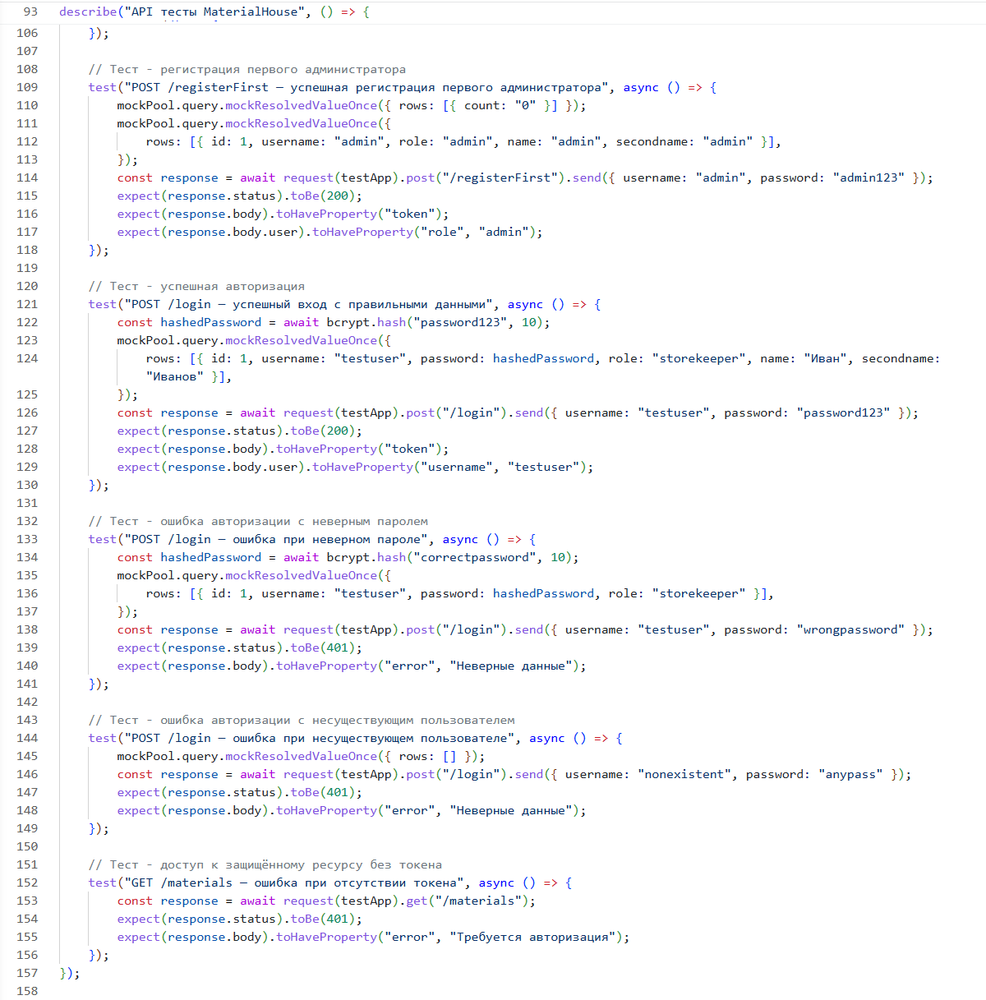 93 describe("API тесты MaterialHouse", () => {
106 });
107
108 // Тест - регистрация первого администратора
109 test("POST /registerFirst — успешная регистрация первого администратора", async () => {
110 mockPool.query.mockResolvedValueOnce({ rows: [{ count: "0" }] });
111 mockPool.query.mockResolvedValueOnce({
112 rows: [{ id: 1, username: "admin", role: "admin", name: "admin", secondname: "admin" }],
113 });
114 const response = await request(testApp).post("/registerFirst").send({ username: "admin", password: "admin123" });
115 expect(response.status).toBe(200);
116 expect(response.body).toHaveProperty("token");
117 expect(response.body.user).toHaveProperty("role", "admin");
118 });
119
120 // Тест - успешная авторизация
121 test("POST /login — успешный вход с правильными данными", async () => {
122 const hashedPassword = await bcrypt.hash("password123", 10);
123 mockPool.query.mockResolvedValueOnce({
124 rows: [{ id: 1, username: "testuser", password: hashedPassword, role: "storekeeper", name: "Иван", secondname:
"Иванов" }],
125 });
126 const response = await request(testApp).post("/login").send({ username: "testuser", password: "password123" });
127 expect(response.status).toBe(200);
128 expect(response.body).toHaveProperty("token");
129 expect(response.body.user).toHaveProperty("username", "testuser");
130 });
131
132 // Тест - ошибка авторизации с неверным паролем
133 test("POST /login — ошибка при неверном пароле", async () => {
134 const hashedPassword = await bcrypt.hash("correctpassword", 10);
135 mockPool.query.mockResolvedValueOnce({
136 rows: [{ id: 1, username: "testuser", password: hashedPassword, role: "storekeeper" }],
137 });
138 const response = await request(testApp).post("/login").send({ username: "testuser", password: "wrongpassword" });
139 expect(response.status).toBe(401);
140 expect(response.body).toHaveProperty("error", "Неверные данные");
141 });
142
143 // Тест - ошибка авторизации с несуществующим пользователем
144 test("POST /login — ошибка при несуществующем пользователе", async () => {
145 mockPool.query.mockResolvedValueOnce({ rows: [] });
146 const response = await request(testApp).post("/login").send({ username: "nonexistent", password: "anypass" });
147 expect(response.status).toBe(401);
148 expect(response.body).toHaveProperty("error", "Неверные данные");
149 });
150
151 // Тест - доступ к защищённому ресурсу без токена
152 test("GET /materials — ошибка при отсутствии токена", async () => {
153 const response = await request(testApp).get("/materials");
154 expect(response.status).toBe(401);
155 expect(response.body).toHaveProperty("error", "Требуется авторизация");
156 });
157 });
158